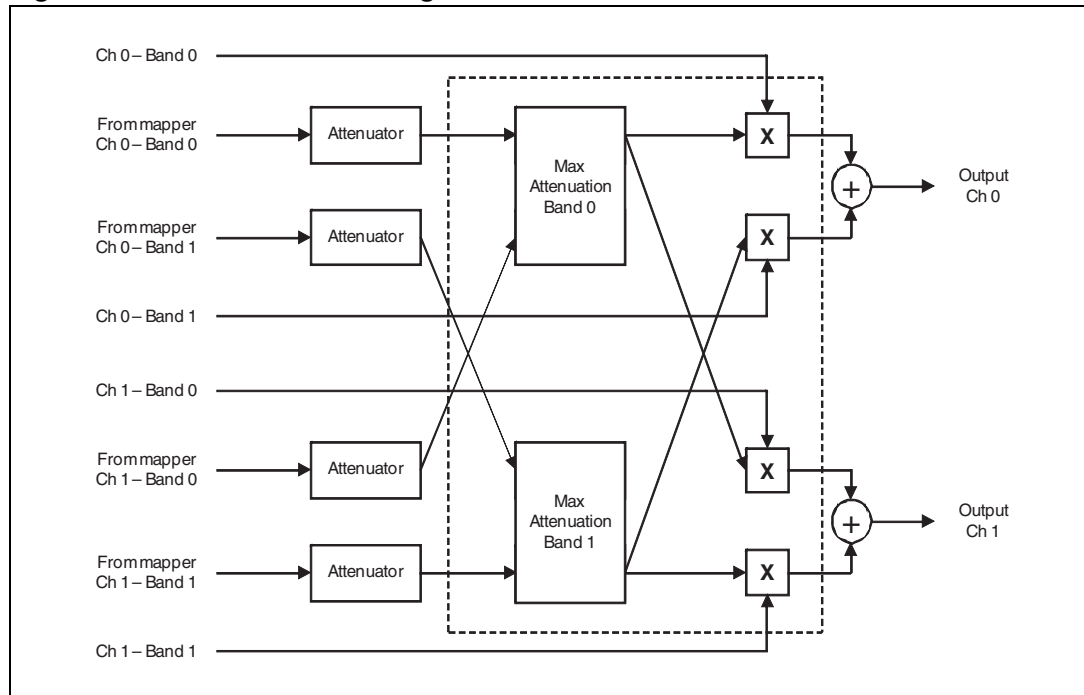 Ch 0 – Band 0
From mapper
Ch 0 – Band 0
Attenuator
Max
Attenuation
Band 0
X
From mapper
Ch 0 – Band 1
Attenuator
X
+
Output
Ch 0
Ch 0 – Band 1
Ch 1 – Band 0
From mapper
Ch 1 – Band 0
Attenuator
Max
Attenuation
Band 1
X
+
Output
Ch 1
From mapper
Ch 1 – Band 1
Attenuator
X
Ch 1 – Band 1